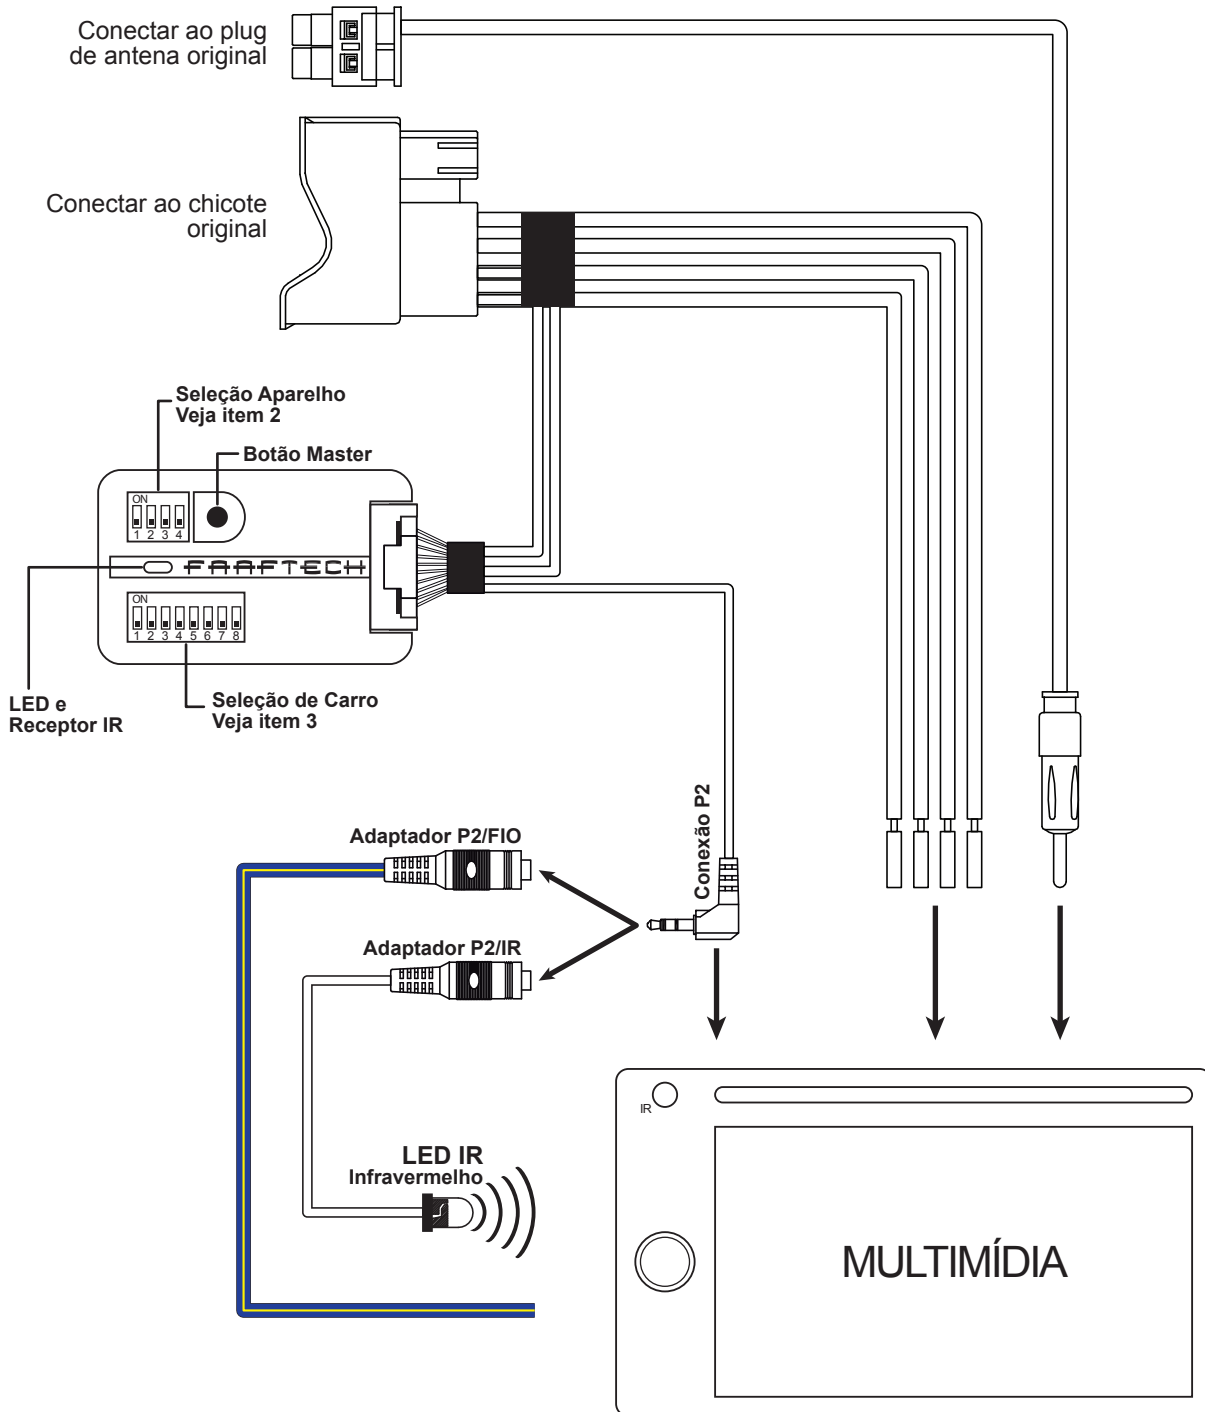 Conectar ao plug
de antena original
Conectar ao chicote
original
Seleção Aparelho
Veja item 2
Botão Master
ON
1 2 3 4
FAAFTECH
ON
1 2 3 4 5 6 7 8
LED e
Receptor IR
Seleção de Carro
Veja item 3
Conexão P2
Adaptador P2/FIO
Adaptador P2/IR
LED IR
Infravermelho
IR
MULTIMÍDIA